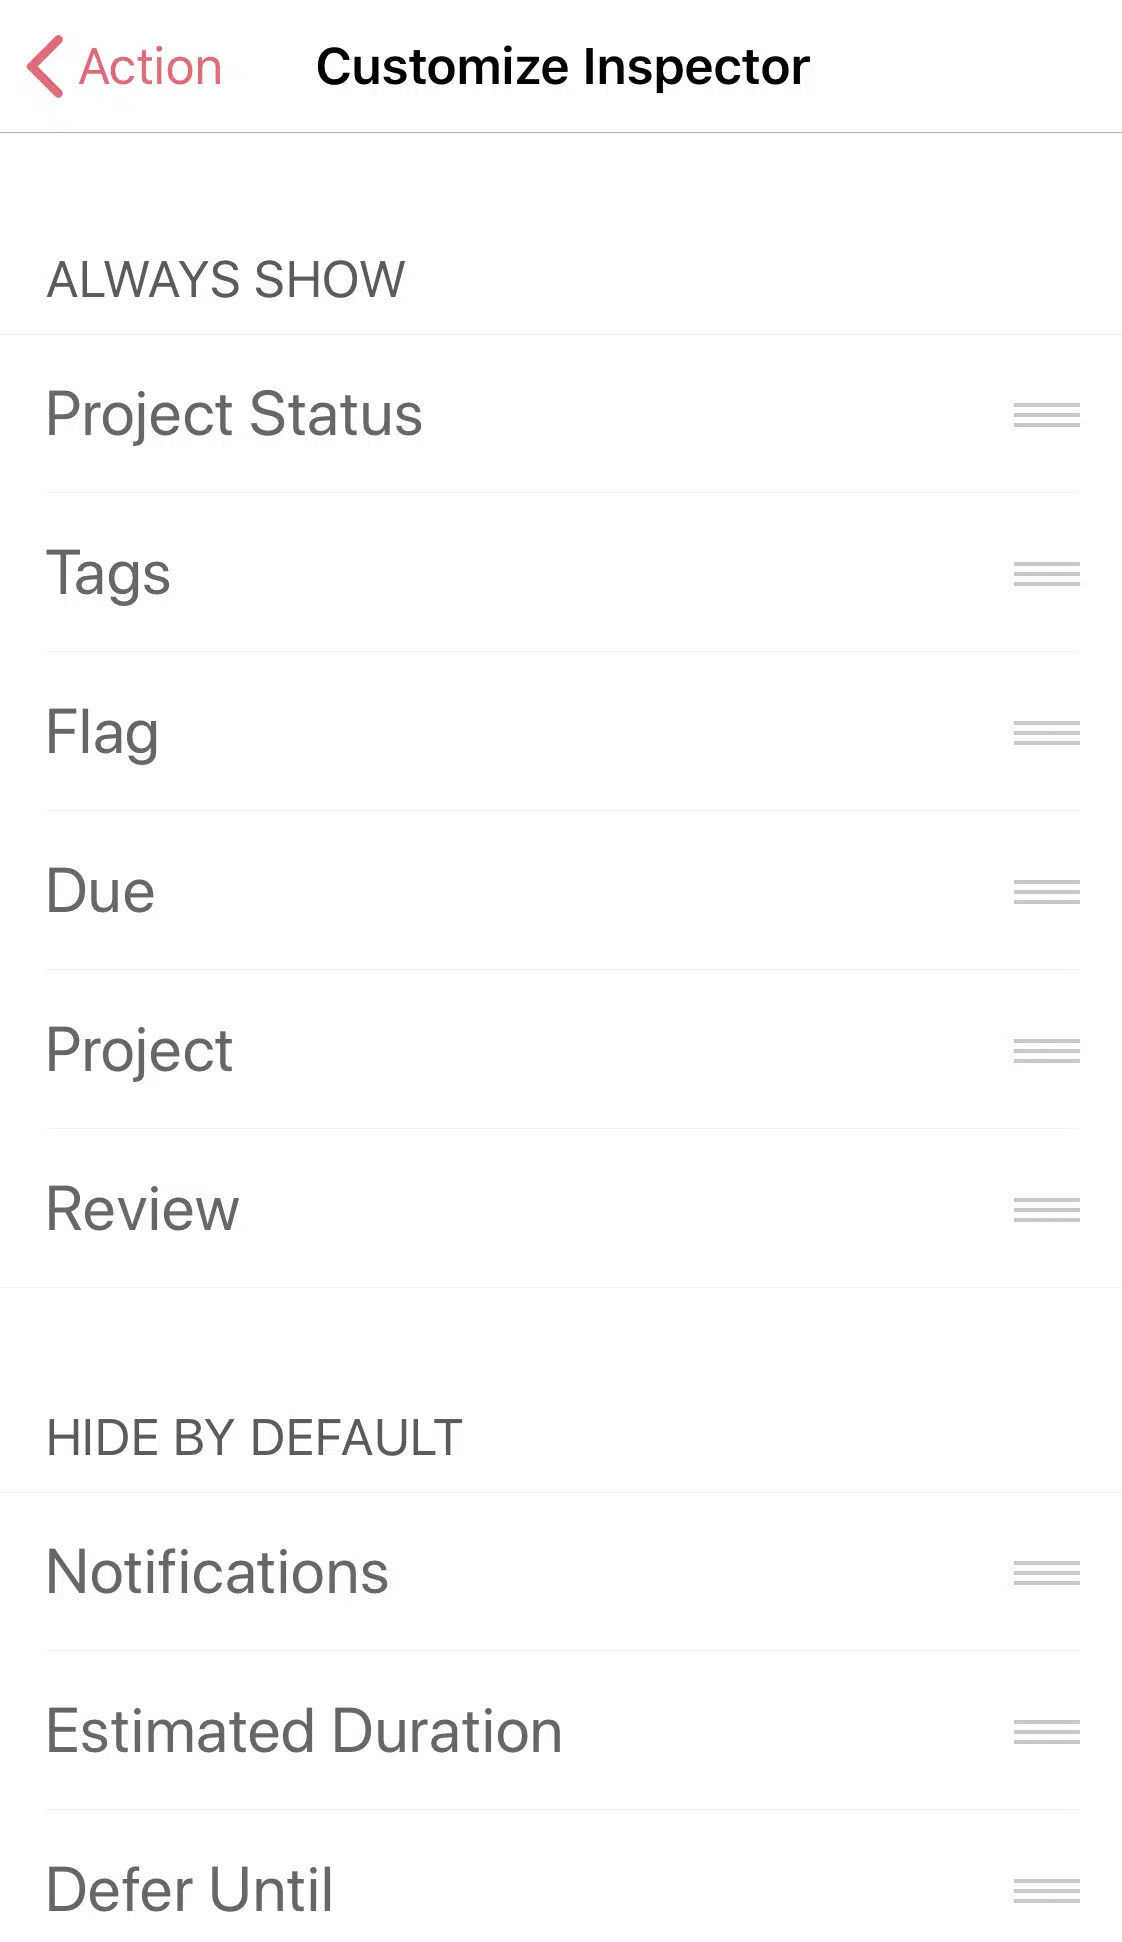 Action
Customize Inspector
ALWAYS SHOW
Project Status
Tags
Flag
Due
Project
Review
HIDE BY DEFAULT
Notifications
Estimated Duration
Defer Until